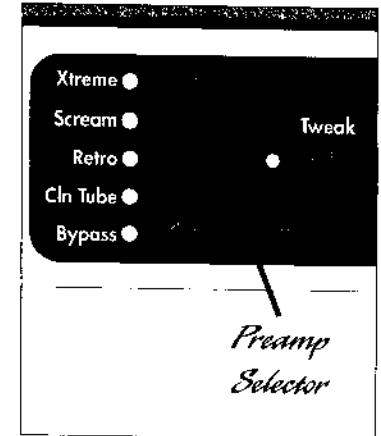 Xtreme
Scream
Tweak
Retro
Cln Tube
Bypass
Preamp
Selector